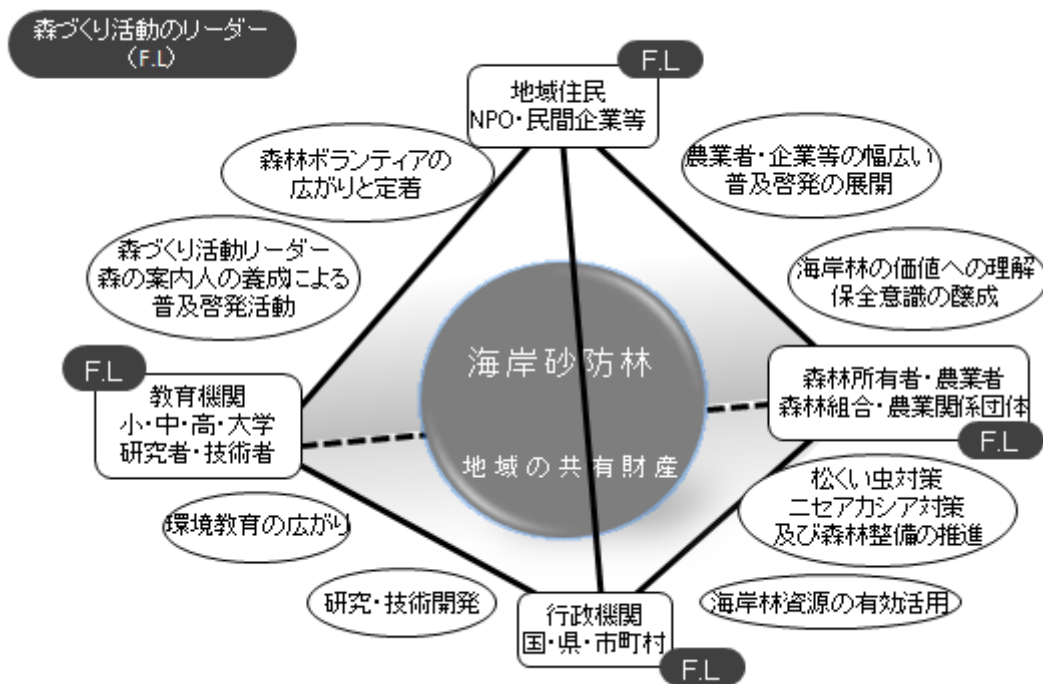 森づくり活動のリーダー
(F.L)
F.L
地域住民
NPO・民間企業等
森林ボランティアの
広がりと定着
農業者・企業等の幅広い
普及啓発の展開
森づくり活動リーダー
森の案内人の養成による
普及啓発活動
海岸林の価値への理解
保全意識の醸成
海岸砂防林
地域の共有財産
F.L
教育機関
小・中・高・大学
研究者・技術者
森林所有者・農業者
森林組合・農業関係団体
F.L
環境教育の広がり
松くい虫対策
ニセアカシア対策
及び森林整備の推進
研究・技術開発
海岸林資源の有効活用
行政機関
国・県・市町村
F.L